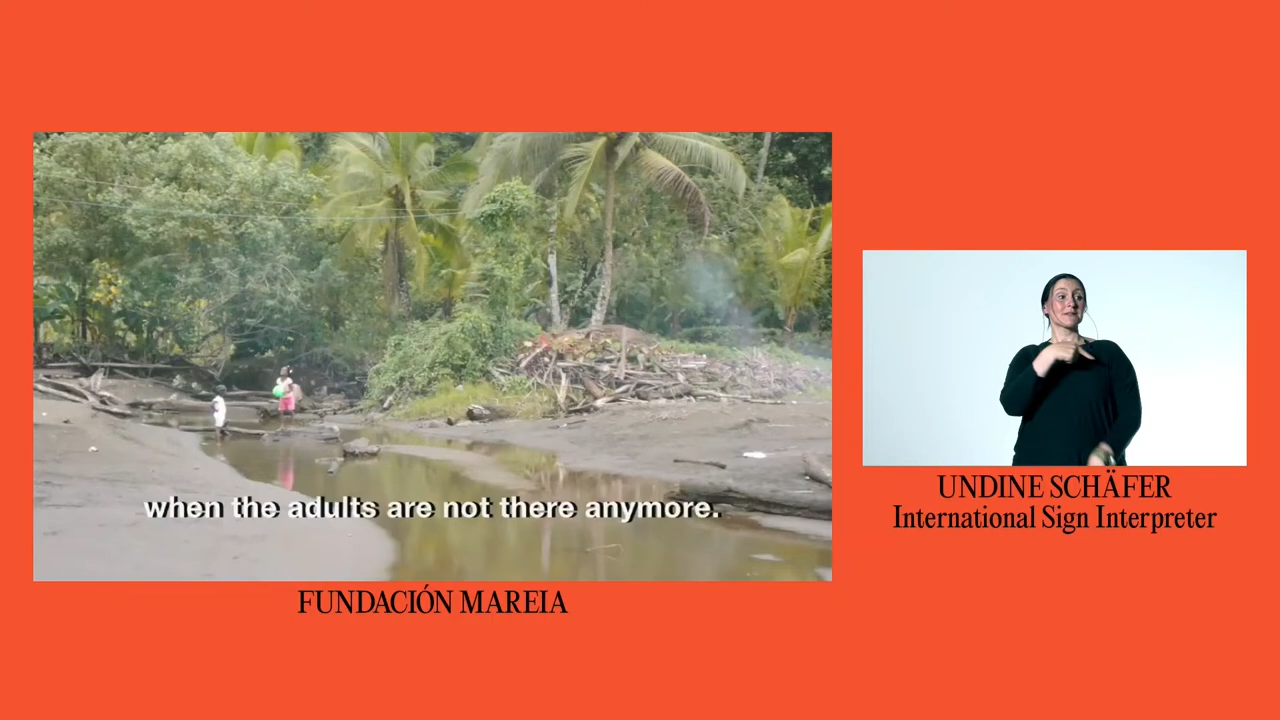 when the adults are not there anymore.
FUNDACIÓN MAREIA
UNDINE SCHÄFER
International Sign Interpreter